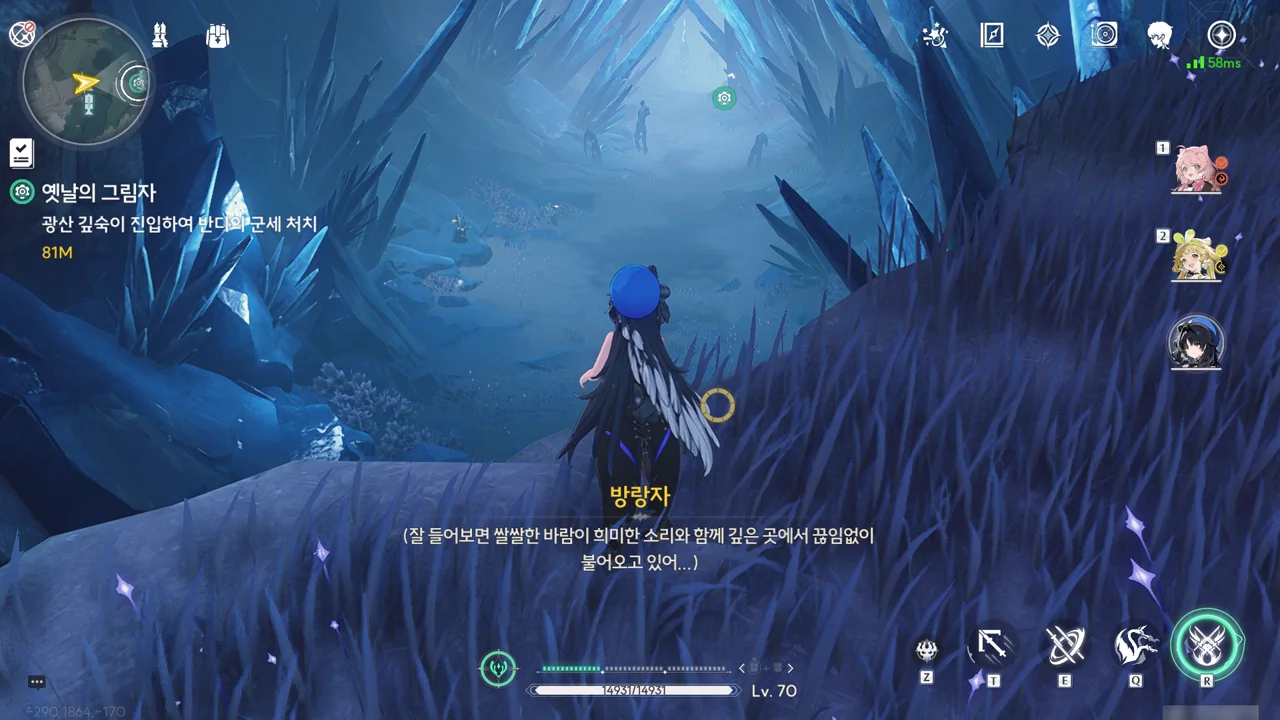 58ms
옛날의 그림자
광산 깊숙이 진입하여 반디의 군세 처치
81M
1
2
방랑자
(잘 들어보면 쌀쌀한 바람이 희미한 소리와 함께 깊은 곳에서 끊임없이
불어오고 있어...)
14931/14931
Lv. 70
Z
T
E
Q
R
-290,1864,-170